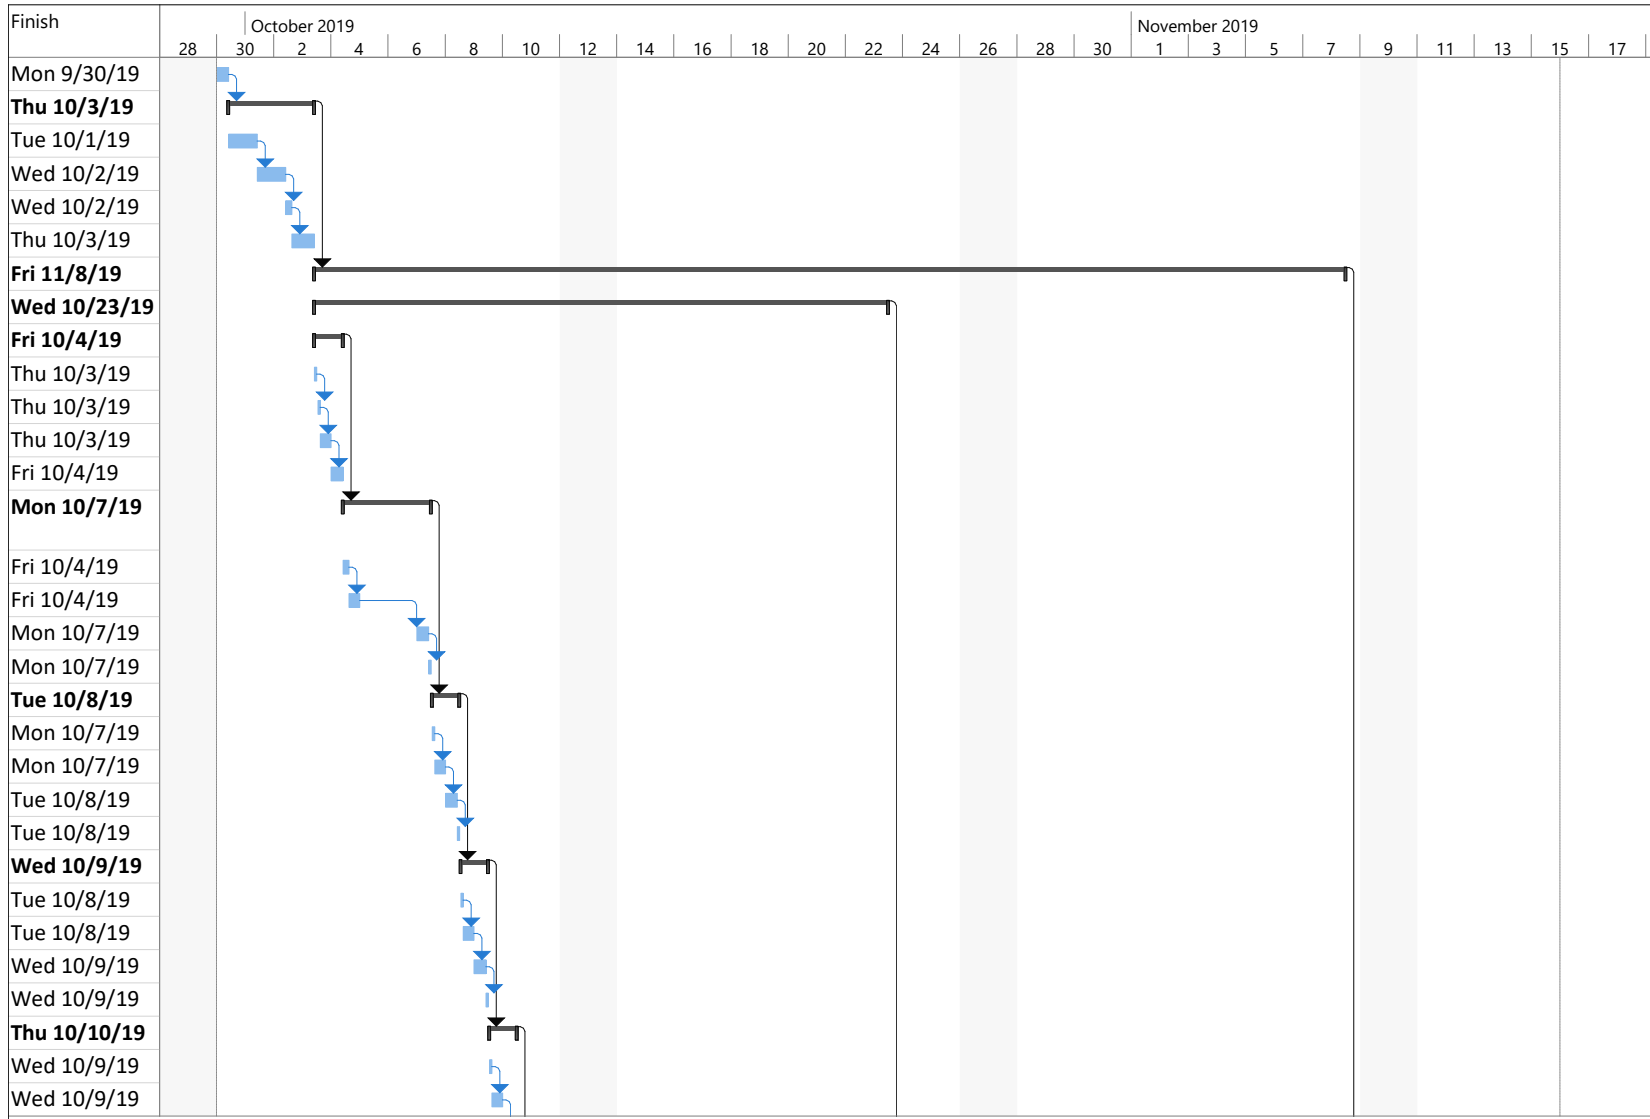 Finish
October 2019
November 2019
28 30 2 4 6 8 10 12 14 16 18 20 22 24 26 28 30 1 3 5 7 9 11 13 15 17
Mon 9/30/19
Thu 10/3/19
Tue 10/1/19
Wed 10/2/19
Wed 10/2/19
Thu 10/3/19
Fri 11/8/19
Wed 10/23/19
Fri 10/4/19
Thu 10/3/19
Thu 10/3/19
Thu 10/3/19
Fri 10/4/19
Mon 10/7/19
Fri 10/4/19
Fri 10/4/19
Mon 10/7/19
Mon 10/7/19
Tue 10/8/19
Mon 10/7/19
Mon 10/7/19
Tue 10/8/19
Tue 10/8/19
Wed 10/9/19
Tue 10/8/19
Tue 10/8/19
Wed 10/9/19
Wed 10/9/19
Thu 10/10/19
Wed 10/9/19
Wed 10/9/19